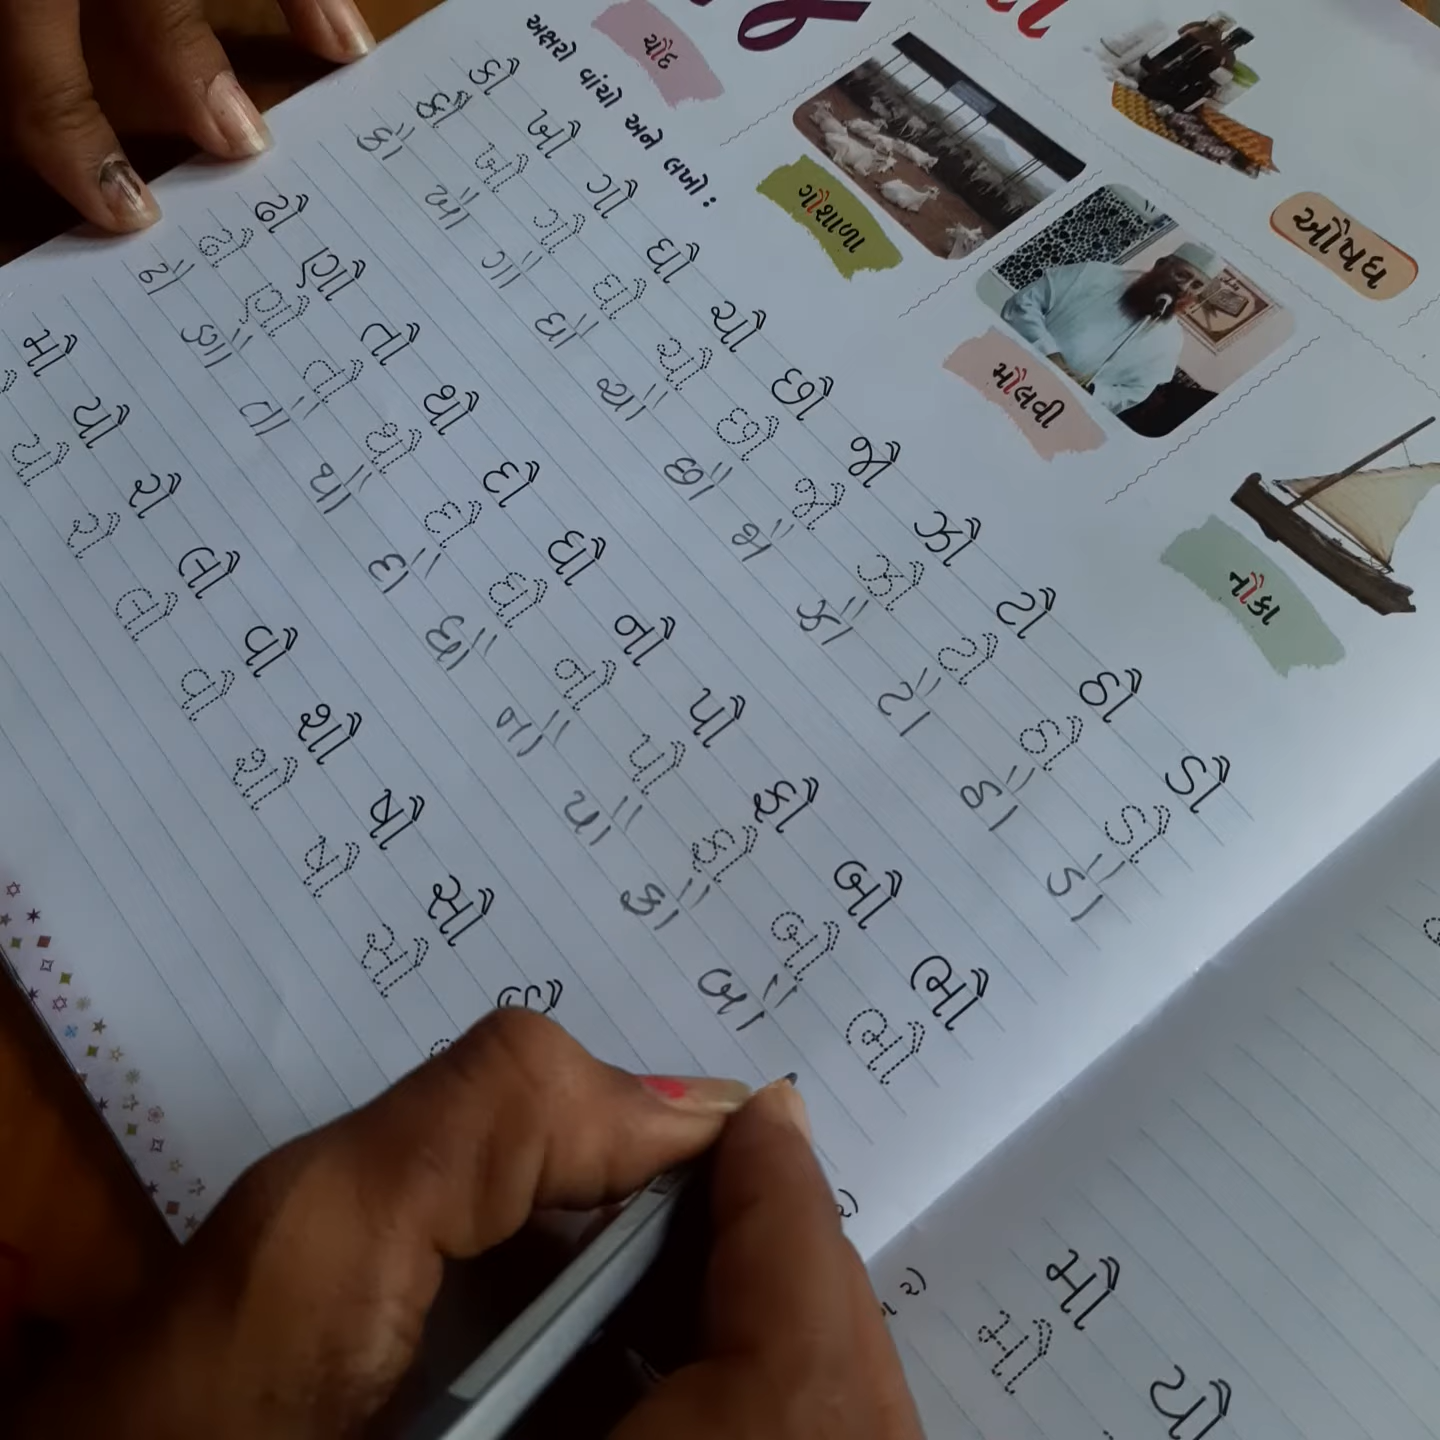 ઔષધ
ચૌદ
ગૌશાળા
મૌલવી
નૌકા
અક્ષરો વાંચો અને લખો :
કૌ ખૌ ગૌ ઘૌ ચૌ છૌ જૌ ઝૌ ટૌ ઠૌ ડૌ
કૌ ખૌ ગૌ ઘૌ ચૌ છૌ જૌ ઝૌ ટૌ ઠૌ ડૌ
કૌ ખૌ ગૌ ઘૌ ચૌ છૌ જૌ ઝૌ ટૌ ઠૌ ડૌ
ઢૌ ણૌ તૌ થૌ દૌ ધૌ નૌ પૌ ફૌ બૌ ભૌ
ઢૌ ણૌ તૌ થૌ દૌ ધૌ નૌ પૌ ફૌ બૌ ભૌ
ઢૌ ણૌ તૌ થૌ દૌ ધૌ નૌ પૌ ફૌ બૌ
મૌ યૌ રૌ લૌ વૌ શૌ ષૌ સૌ હૌ
યૌ રૌ લૌ વૌ શૌ ષૌ સૌ
મૌ યૌ
મૌ